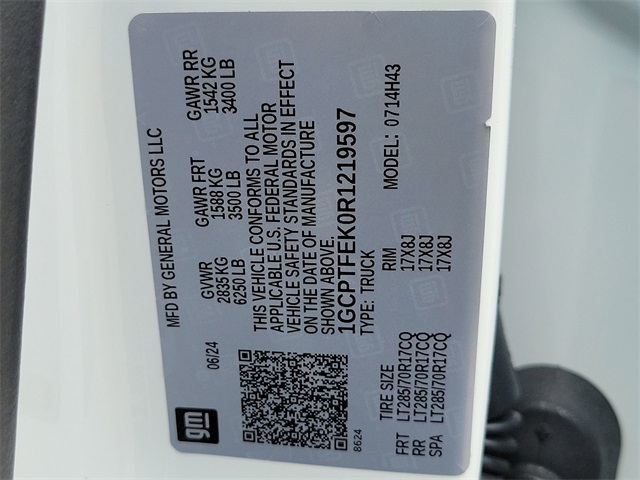 gm
MFD BY GENERAL MOTORS LLC
06/24
GVWR GAWR FRT GAWR RR
2835 KG 1588 KG 1542 KG
6250 LB 3500 LB 3400 LB
THIS VEHICLE CONFORMS TO ALL
APPLICABLE U.S. FEDERAL MOTOR
VEHICLE SAFETY STANDARDS IN EFFECT
ON THE DATE OF MANUFACTURE
SHOWN ABOVE.
1GCPTFEK0R1219597
8624
TYPE: TRUCK MODEL: 0714H43
TIRE SIZE RIM
FRT LT285/70R17CQ 17X8J
RR LT285/70R17CQ 17X8J
SPA LT285/70R17CQ 17X8J